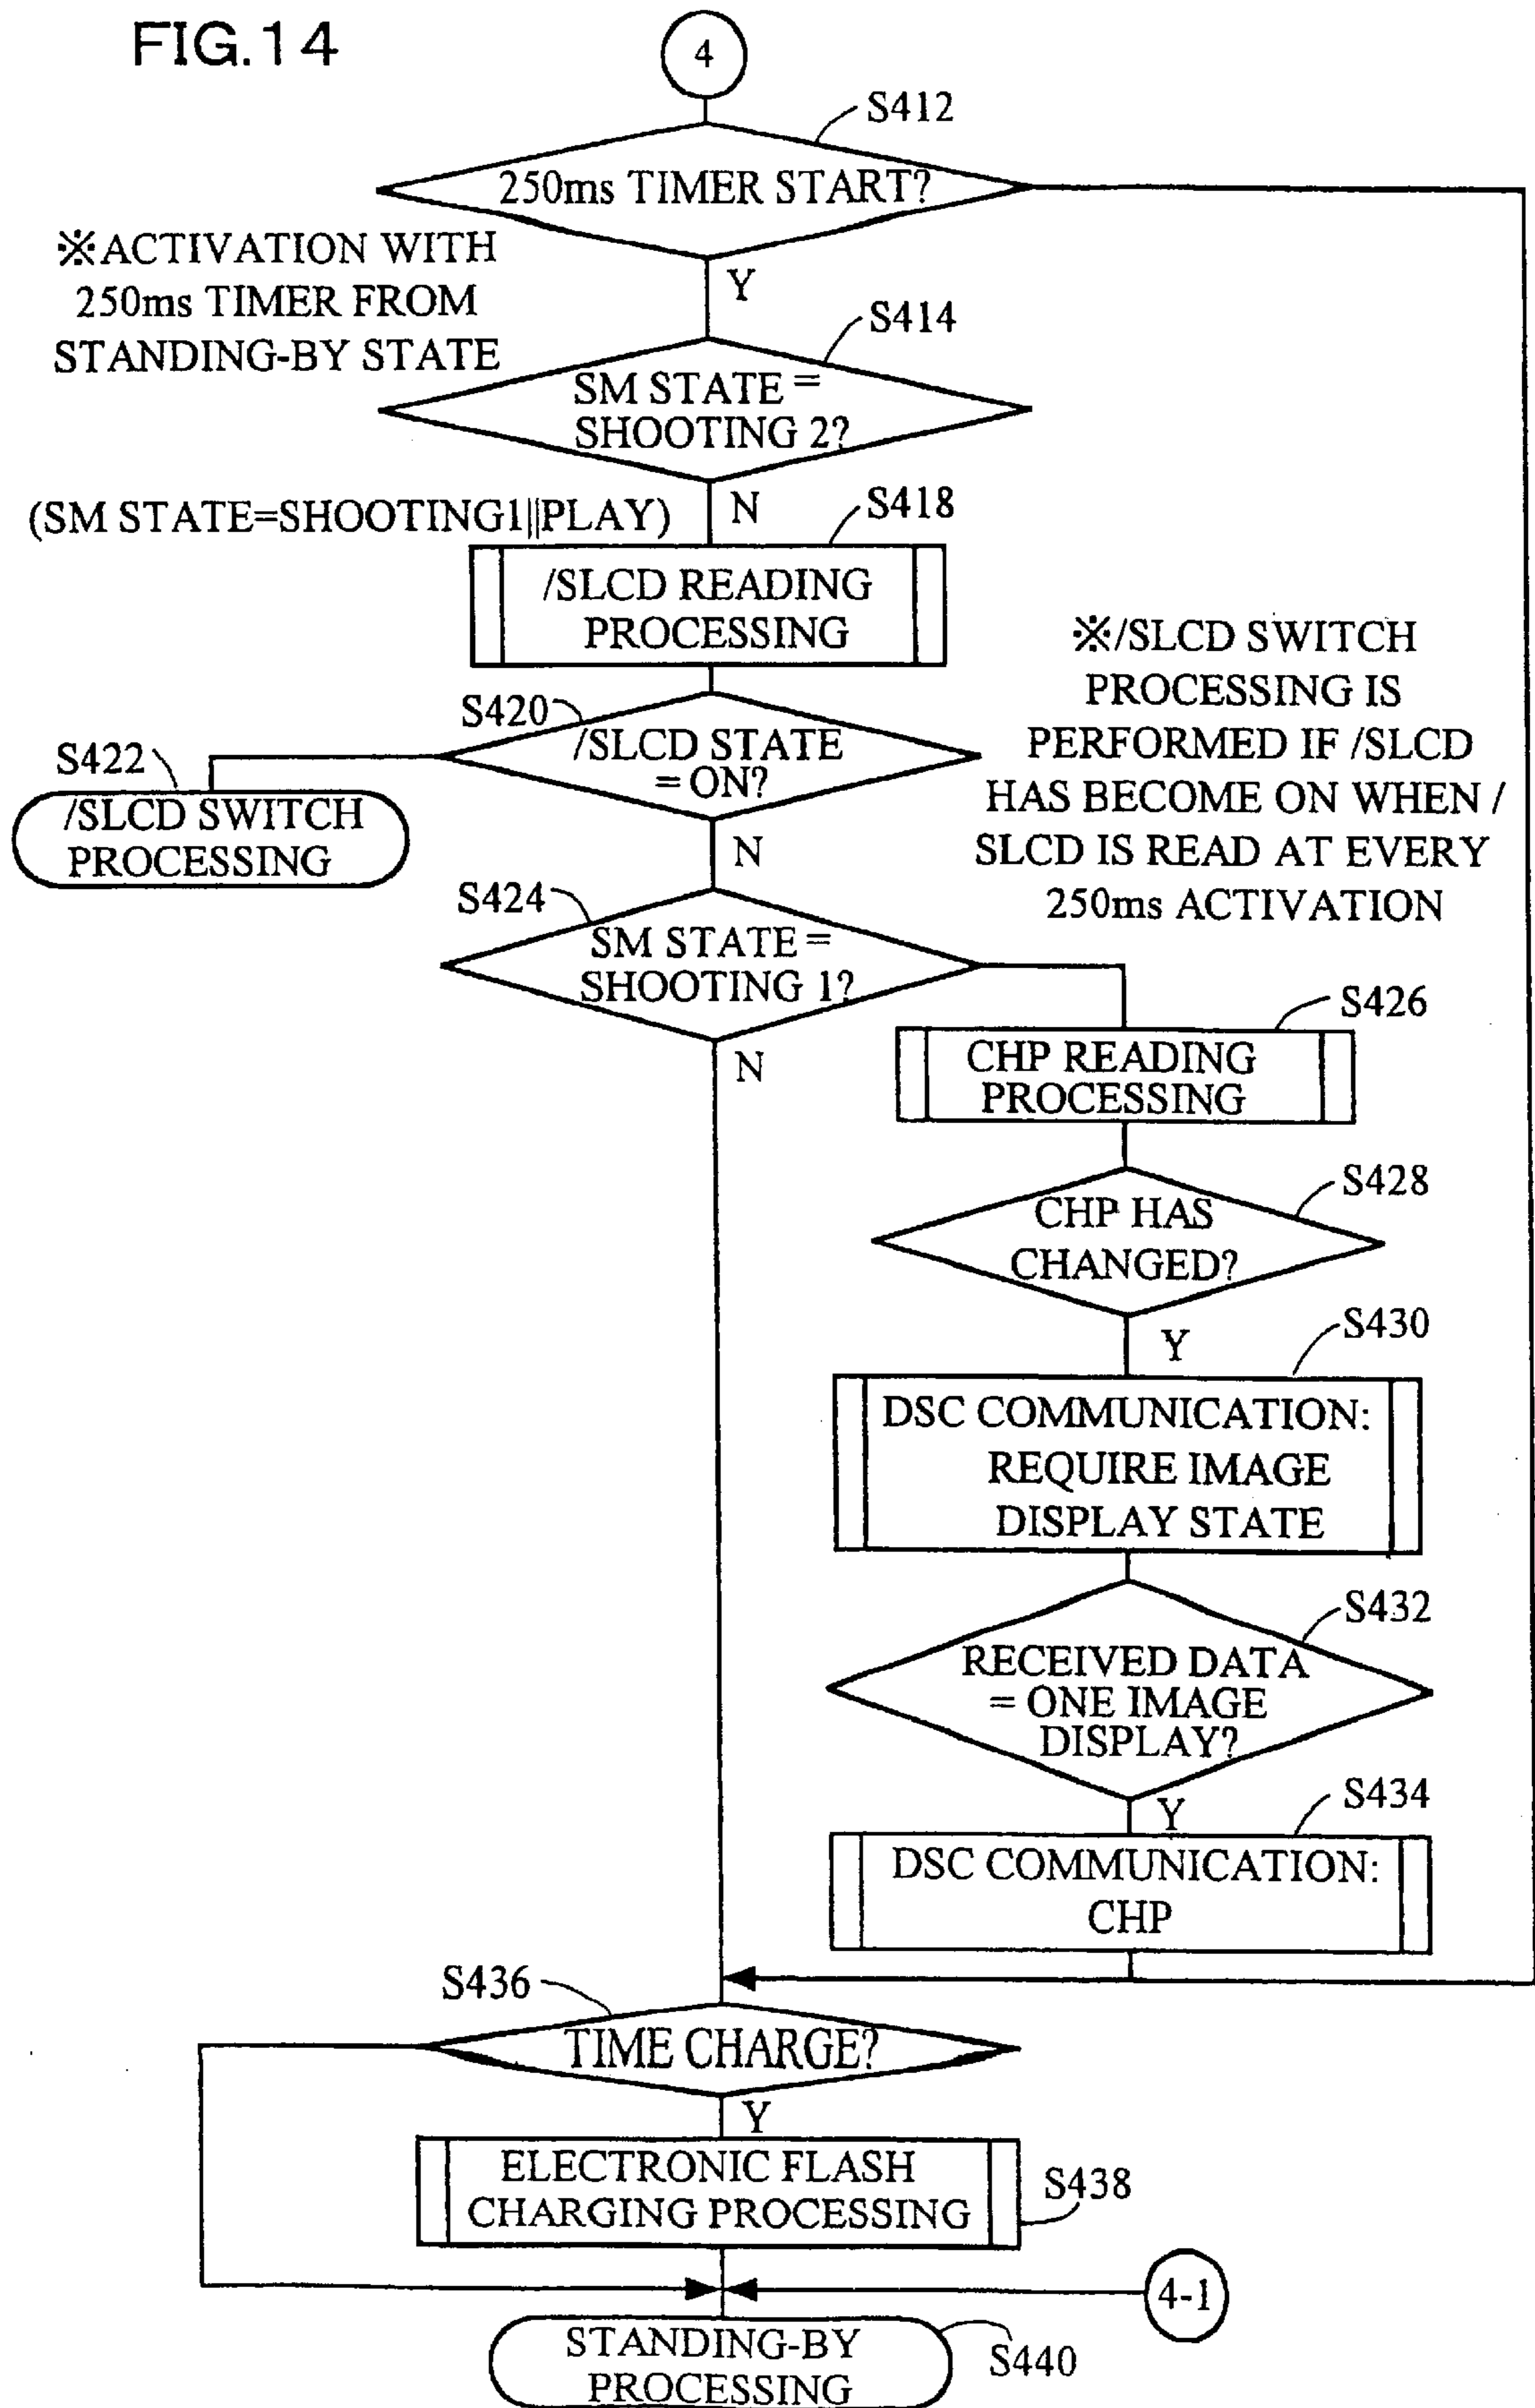 FIG.14
4
S412
250ms TIMER START?
※ACTIVATION WITH
250ms TIMER FROM
STANDING-BY STATE
Y
S414
SM STATE =
SHOOTING 2?
(SM STATE=SHOOTING1||PLAY)
N
S418
/SLCD READING
PROCESSING
※/SLCD SWITCH
PROCESSING IS
PERFORMED IF /SLCD
HAS BECOME ON WHEN /
SLCD IS READ AT EVERY
250ms ACTIVATION
S420
/SLCD STATE
= ON?
S422
/SLCD SWITCH
PROCESSING
N
S424
SM STATE =
SHOOTING 1?
N
S426
CHP READING
PROCESSING
S428
CHP HAS
CHANGED?
Y
S430
DSC COMMUNICATION:
REQUIRE IMAGE
DISPLAY STATE
S432
RECEIVED DATA
= ONE IMAGE
DISPLAY?
Y
S434
DSC COMMUNICATION:
CHP
S436
TIME CHARGE?
Y
ELECTRONIC FLASH
CHARGING PROCESSING
S438
4-1
STANDING-BY
PROCESSING
S440